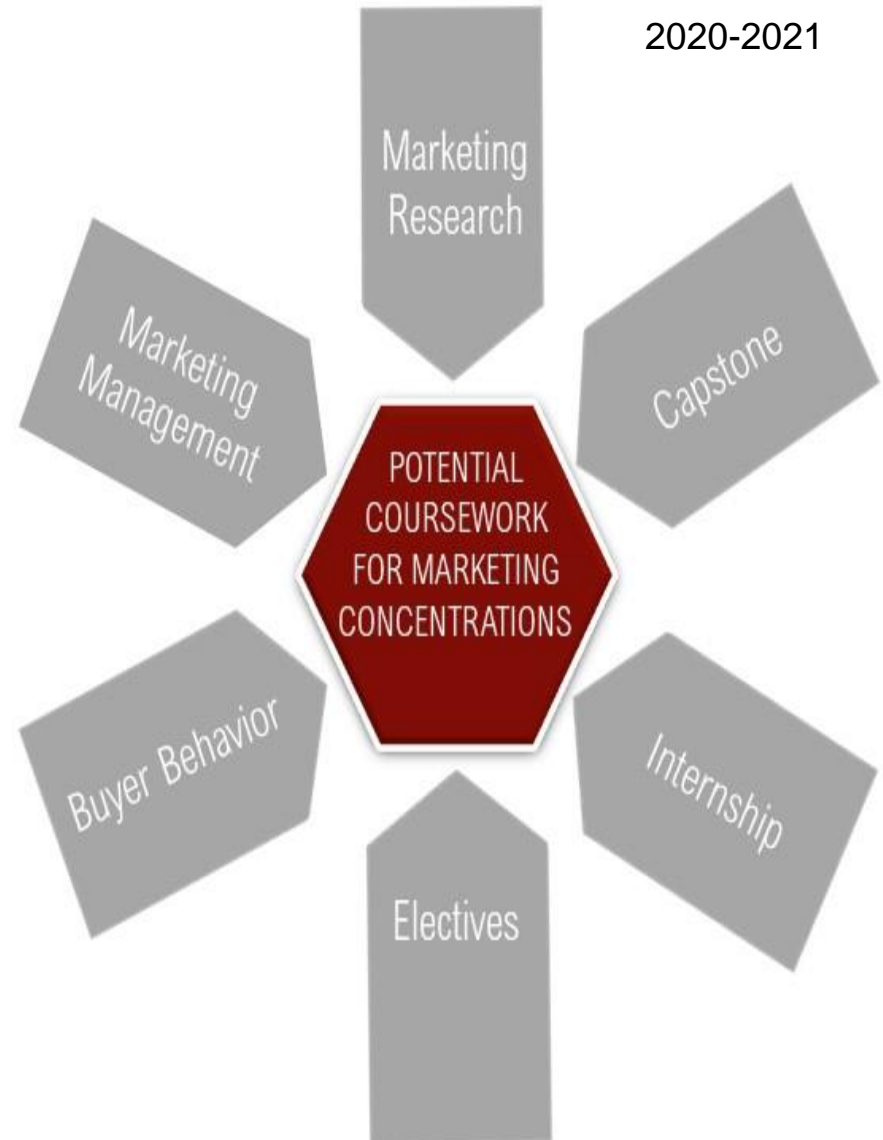 2020-2021
Marketing
Research
Marketing
Management
Capstone
POTENTIAL
COURSEWORK
FOR MARKETING
CONCENTRATIONS
Buyer Behavior
Internship
Electives